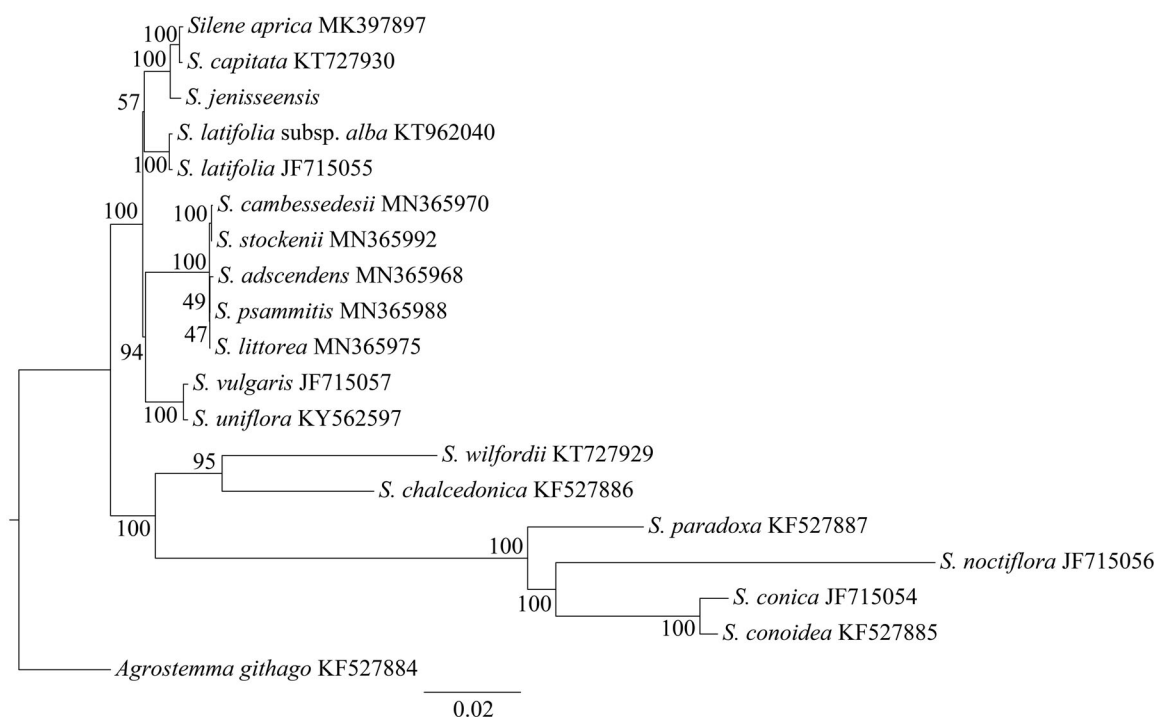 100 Silene aprica MK397897
100 S. capitata KT727930
57 S. jenisseensis
S. latifolia subsp. alba KT962040
100 S. latifolia JF715055
100 100 S. cambessedesii MN365970
S. stockenii MN365992
100 S. adscendens MN365968
49 S. psammitis MN365988
47 S. littorea MN365975
94 S. vulgaris JF715057
100 S. uniflora KY562597
95 S. wilfordii KT727929
S. chalcedonica KF527886
100 S. paradoxa KF527887
100 S. noctiflora JF715056
100 S. conica JF715054
100 S. conoidea KF527885
Agrostemma githago KF527884
0.02